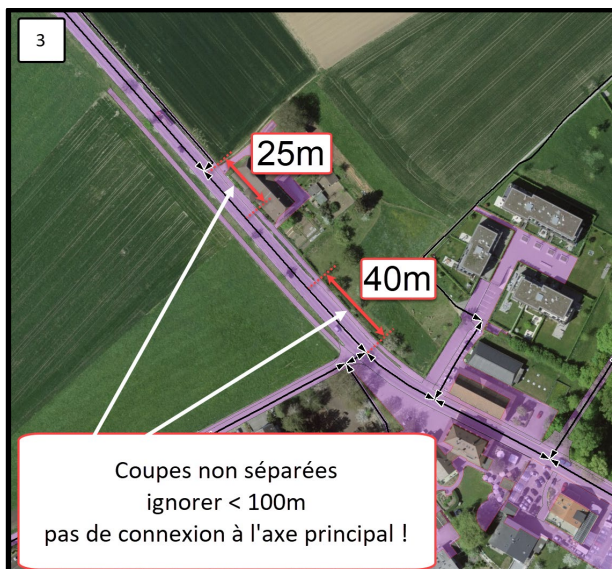 3
25m
40m
Coupes non séparées
ignorer < 100m
pas de connexion à l'axe principal !